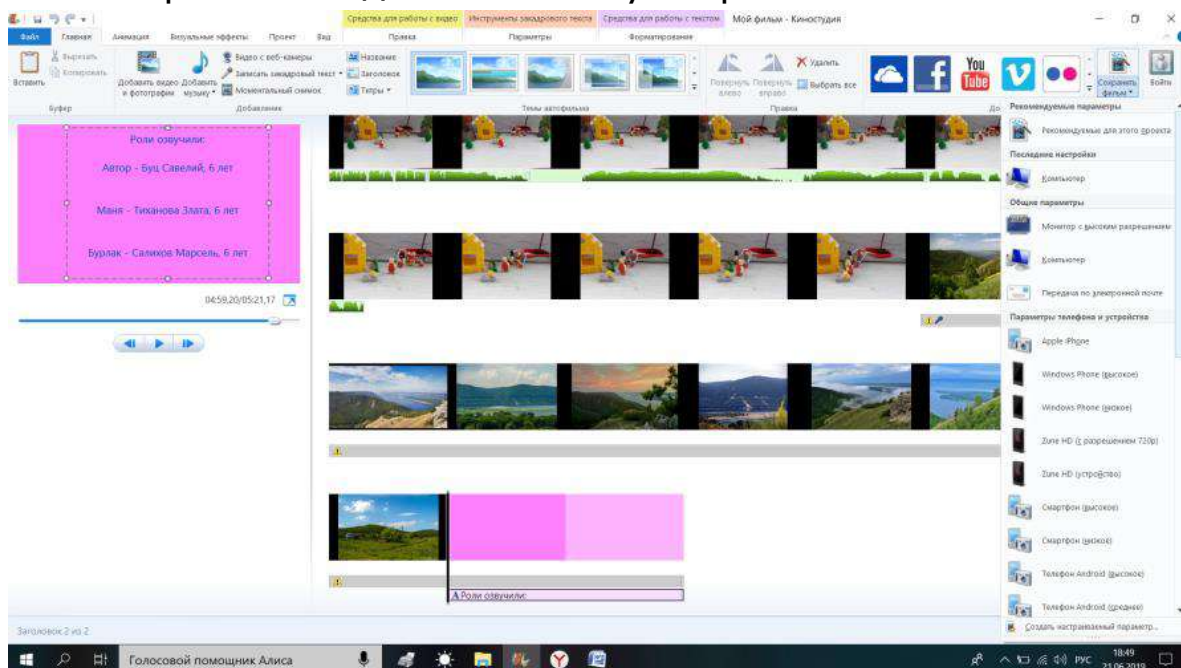 Средства для работы с видео
Инструменты закадрового текста
Средства для работы с текстом
Мой фильм - Киностудия
Файл
Главная
Анимация
Визуальные эффекты
Проект
Вид
Правка
Параметры
Форматирование
Вставить
Вырезать
Копировать
Буфер
Добавить видео и фотографии
Добавить музыку
Видео с веб-камеры
Записать закадровый текст
Моментальный снимок
Добавление
Название
Заголовок
Титры
Темы автофильма
Повернуть влево
Повернуть вправо
Удалить
Выбрать все
Правка
You
Tube
Сохранить фильм
Войти
Роли озвучили:
Автор - Буц Савелий, 6 лет
Маня - Тиханова Злата, 6 лет
Бурлак - Салихов Марсель, 6 лет
04:59,20/05:21,17
A Роли озвучили:
Рекомендуемые параметры
Рекомендуемые для этого проекта
Последние настройки
Компьютер
Общие параметры
Монитор с высоким разрешением
Компьютер
Передача по электронной почте
Параметры телефона и устройства
Apple iPhone
Windows Phone (высокое)
Windows Phone (низкое)
Zune HD (с разрешением 720p)
Zune HD (устройство)
Смартфон (высокое)
Смартфон (низкое)
Телефон Android (высокое)
Телефон Android (среднее)
Создать настраиваемый параметр...
Заголовок 2 из 2
Голосовой помощник Алиса
РУС
18:49
21.06.2019